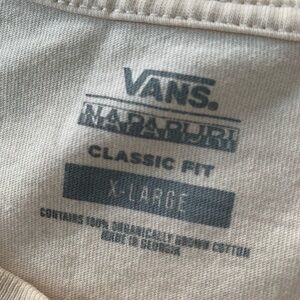 VANS.
NAPAPIJRI
CLASSIC FIT
X-LARGE
CONTAINS 100% ORGANICALLY GROWN COTTON
MADE IN GEORGIA